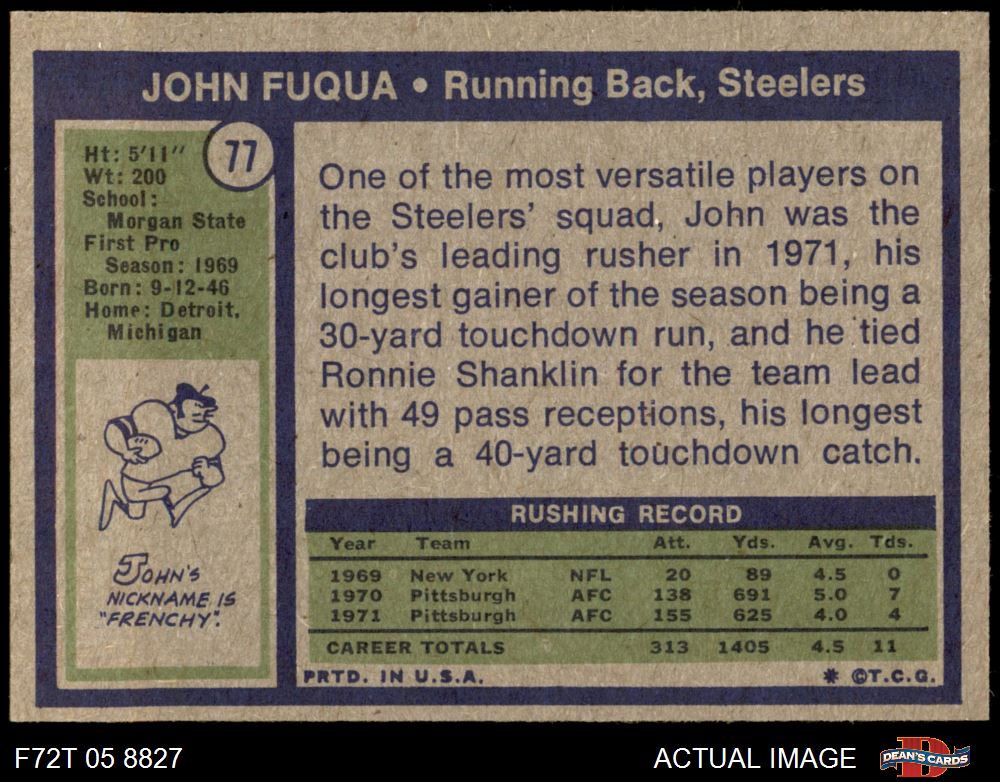 JOHN FUQUA • Running Back, Steelers
77
Ht: 5'11"
Wt: 200
School:
Morgan State
First Pro
Season: 1969
Born: 9-12-46
Home: Detroit,
Michigan
JOHN'S
NICKNAME IS
"FRENCHY".
One of the most versatile players on
the Steelers' squad, John was the
club's leading rusher in 1971, his
longest gainer of the season being a
30-yard touchdown run, and he tied
Ronnie Shanklin for the team lead
with 49 pass receptions, his longest
being a 40-yard touchdown catch.
RUSHING RECORD
Year Team Att. Yds. Avg. Tds.
1969 New York NFL 20 89 4.5 0
1970 Pittsburgh AFC 138 691 5.0 7
1971 Pittsburgh AFC 155 625 4.0 4
CAREER TOTALS 313 1405 4.5 11
PRTD. IN U.S.A. * ©T.C.G.
F72T 05 8827 ACTUAL IMAGE D DEAN'S CARDS